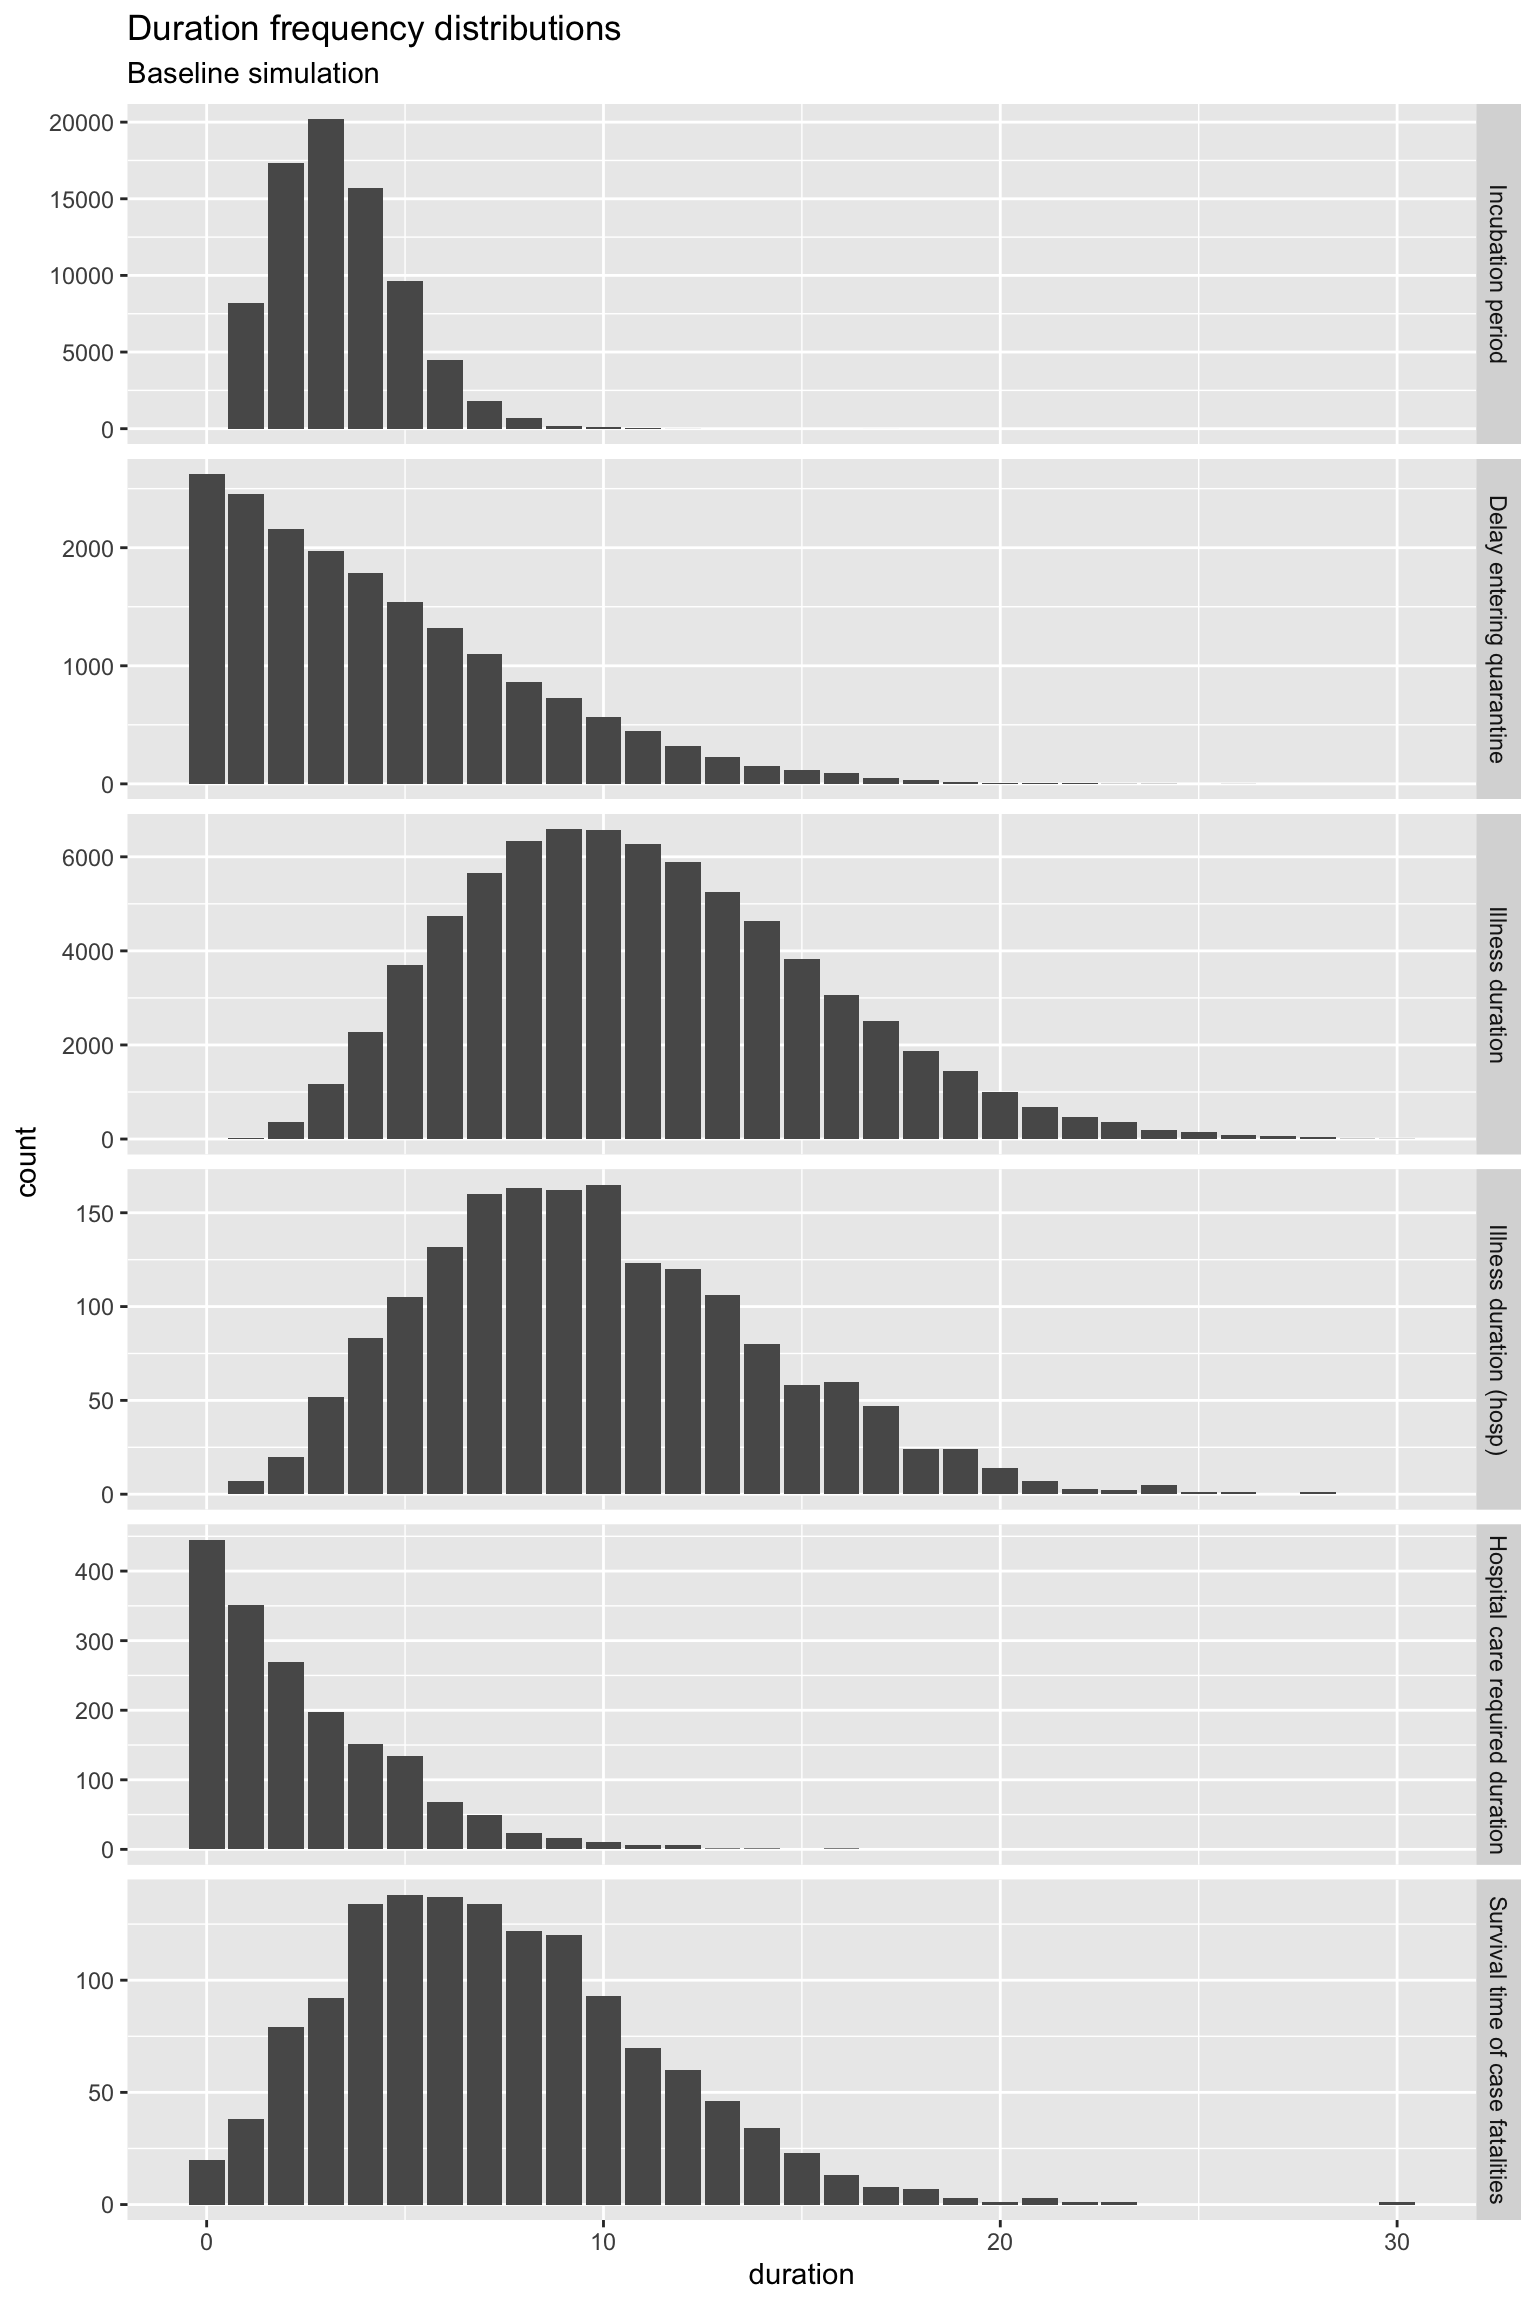 Duration frequency distributions
Baseline simulation
20000
15000
10000
5000
0
Incubation period
2000
1000
0
Delay entering quarantine
6000
4000
2000
0
Illness duration
count
150
100
50
0
Illness duration (hosp)
400
300
200
100
0
Hospital care required duration
100
50
0
Survival time of case fatalities
0
10
20
30
duration